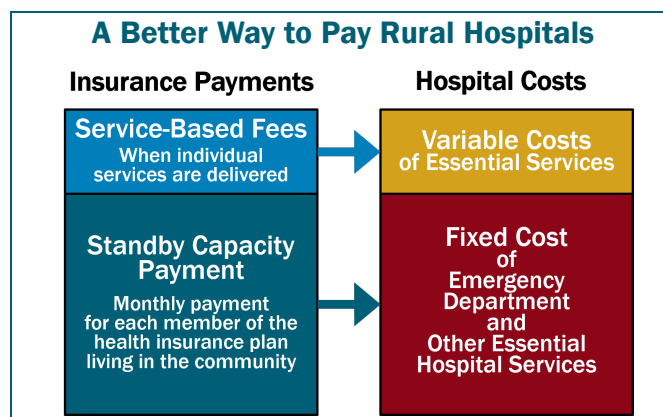 A Better Way to Pay Rural Hospitals
Insurance Payments
Hospital Costs
Service-Based Fees
When individual
services are delivered
Variable Costs
of Essential Services
Standby Capacity
Payment
Monthly payment
for each member of the
health insurance plan
living in the community
Fixed Cost
of
Emergency
Department
and
Other Essential
Hospital Services